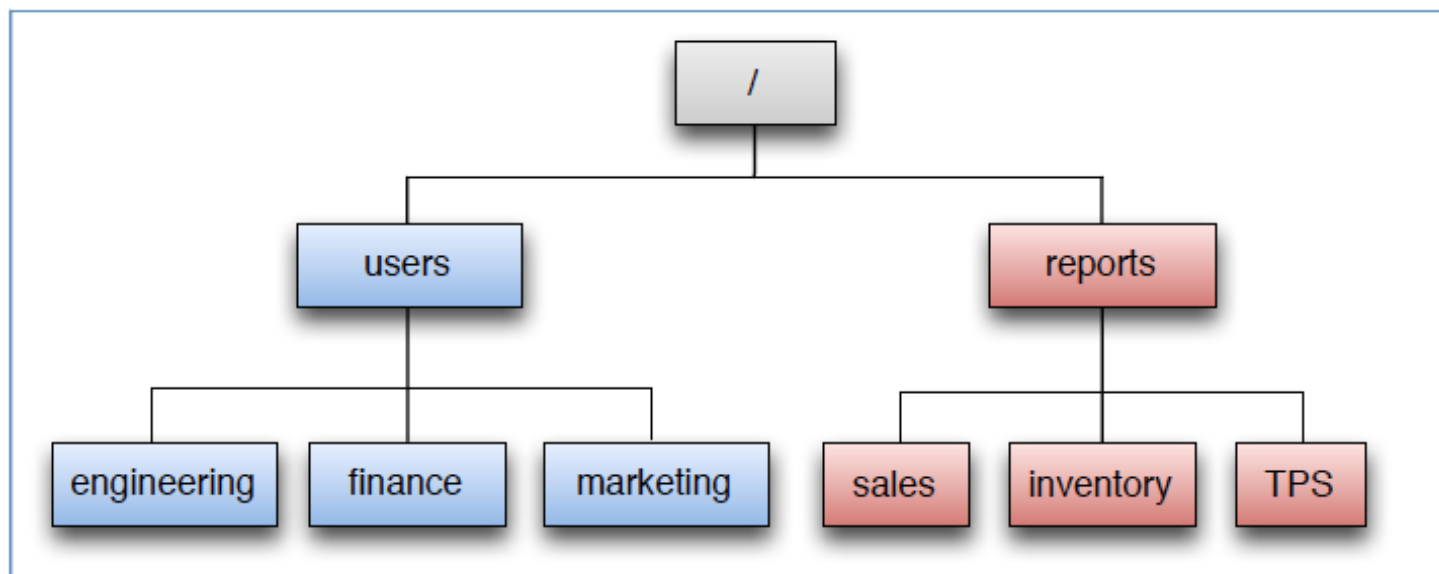 /
users
reports
engineering
finance
marketing
sales
inventory
TPS